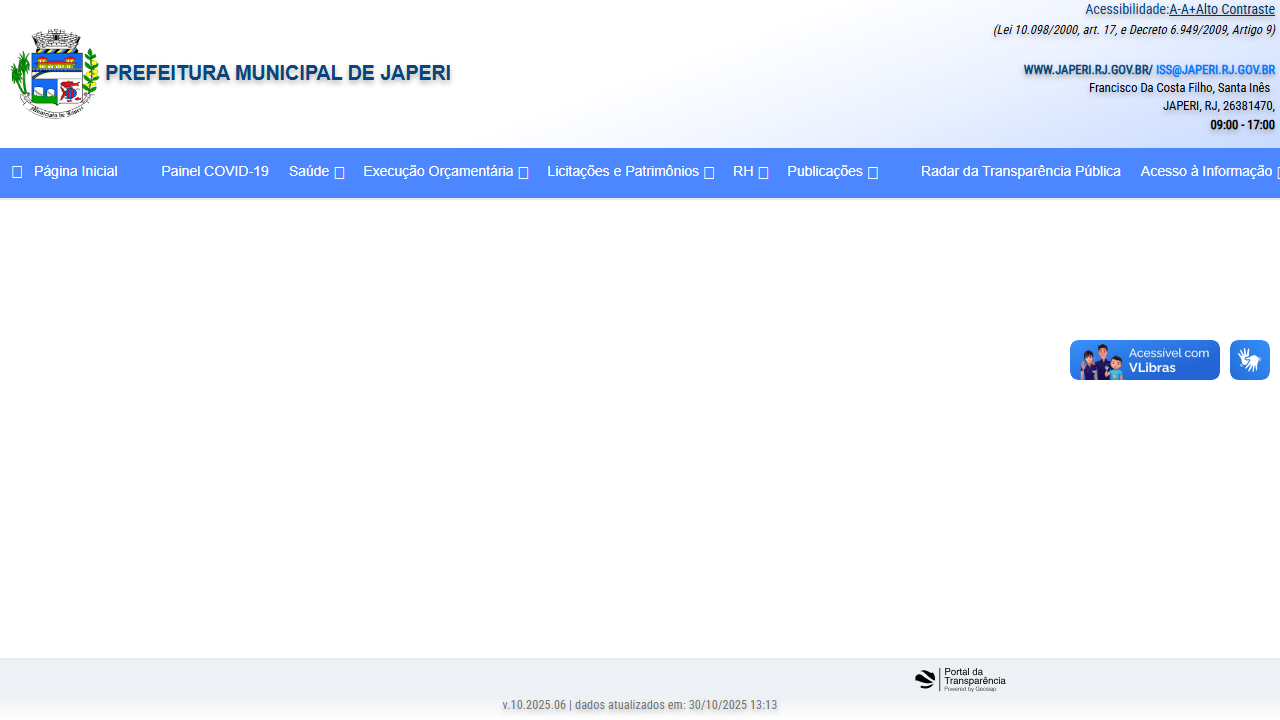 Acessibilidade:A-A+Alto Contraste
(Lei 10.098/2000, art. 17, e Decreto 6.949/2009, Artigo 9)
PREFEITURA MUNICIPAL DE JAPERI
WWW.JAPERI.RJ.GOV.BR/ ISS@JAPERI.RJ.GOV.BR
Francisco Da Costa Filho, Santa Inês
JAPERI, RJ, 26381470,
09:00 - 17:00
Página Inicial Painel COVID-19 Saúde Execução Orçamentária Licitações e Patrimônios RH Publicações Radar da Transparência Pública Acesso à Informação
Acessível com
VLibras
Portal da
Transparência
Powered by Geosiap
v.10.2025.06 | dados atualizados em: 30/10/2025 13:13